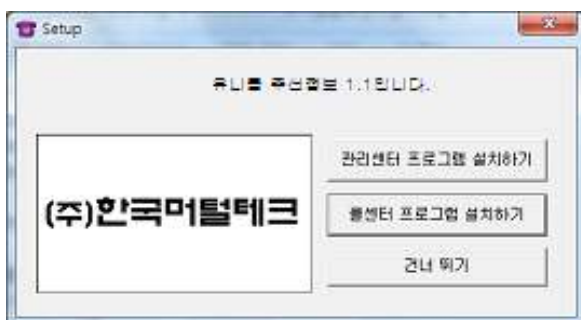 Setup
1.1입니다.
관리센터 프로그램 설치하기
(주)한국머털테크
콜센터 프로그램 설치하기
건너 뛰기